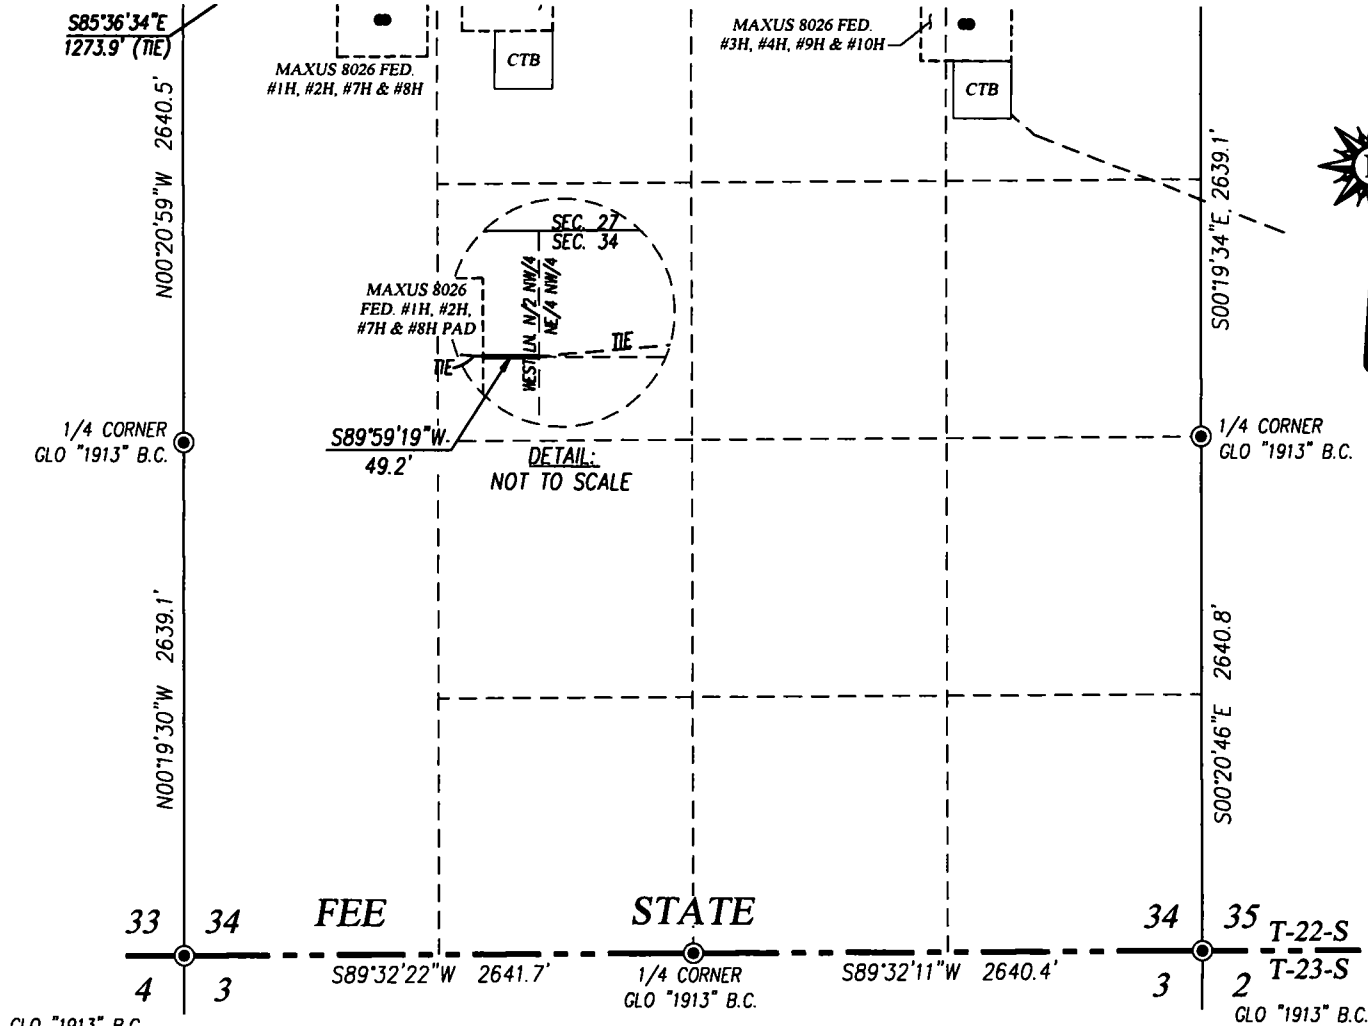 S85°36'34"E
1273.9' (TIE)
MAXUS 8026 FED.
#1H, #2H, #7H & #8H
CTB
MAXUS 8026 FED.
#3H, #4H, #9H & #10H
CTB
N00°20'59"W 2640.5'
S00°19'34"E, 2639.1'
SEC. 27
SEC. 34
WEST LN. N/2 NW/4
NE/4 NW/4
MAXUS 8026
FED. #1H, #2H,
#7H & #8H PAD
TIE
TIE
S89°59'19"W
49.2'
DETAIL:
NOT TO SCALE
1/4 CORNER
GLO "1913" B.C.
1/4 CORNER
GLO "1913" B.C.
N00°19'30"W 2639.1'
S00°20'46"E 2640.8'
33 34
FEE
STATE
34 35
T-22-S
T-23-S
S89°32'22"W 2641.7'
1/4 CORNER
GLO "1913" B.C.
S89°32'11"W 2640.4'
4 3
3 2
GLO "1913" B.C.
GLO "1913" B.C.